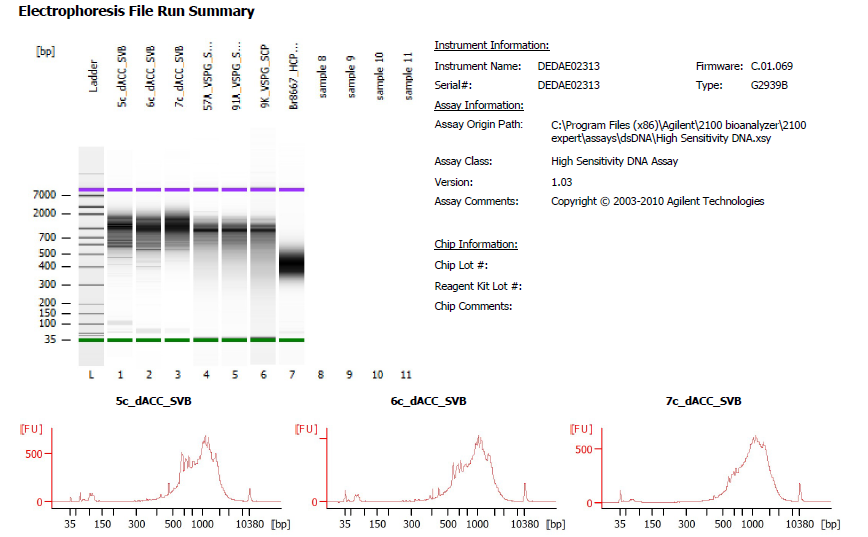 Electrophoresis File Run Summary
[bp]
Ladder
5c_dACC_SVB
6c_dACC_SVB
7c_dACC_SVB
57A_VSPG_S...
91A_VSPG_S...
9K_VSPG_SCP
Br8667_HCP...
sample 8
sample 9
sample 10
sample 11
7000
2000
700
500
400
300
200
150
100
35
L 1 2 3 4 5 6 7 8 9 10 11
Instrument Information:
Instrument Name: DEDAE02313 Firmware: C.01.069
Serial#: DEDAE02313 Type: G2939B
Assay Information:
Assay Origin Path: C:\Program Files (x86)\Agilent\2100 bioanalyzer\2100
expert\assays\dsDNA\High Sensitivity DNA.xsy
Assay Class: High Sensitivity DNA Assay
Version: 1.03
Assay Comments: Copyright © 2003-2010 Agilent Technologies
Chip Information:
Chip Lot #:
Reagent Kit Lot #:
Chip Comments:
5c_dACC_SVB
[FU]
500
0
35 150 300 500 1000 10380 [bp]
6c_dACC_SVB
[FU]
0
35 150 300 500 1000 10380 [bp]
7c_dACC_SVB
[FU]
500
0
35 150 300 500 1000 10380 [bp]